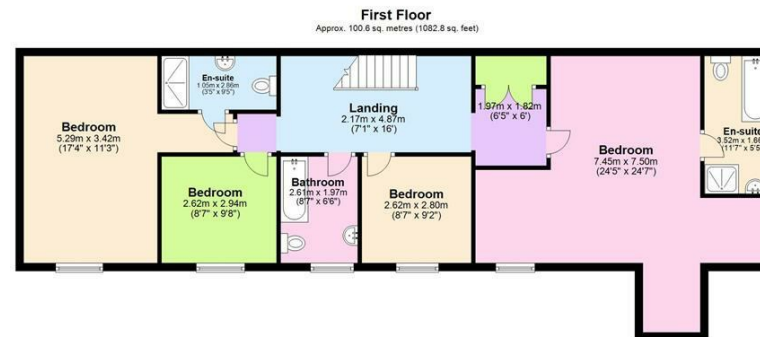 First Floor
Approx. 100.6 sq. metres (1082.8 sq. feet)
En-suite
1.05m x 2.86m
(3'5" x 9'5")
Landing
2.17m x 4.87m
(7'1" x 16')
1.97m x 1.82m
(6'5" x 6')
Bedroom
5.29m x 3.42m
(17'4" x 11'3")
Bedroom
7.45m x 7.50m
(24'5" x 24'7")
En-suite
3.52m x 1.66
(11'7" x 5'5
Bedroom
2.62m x 2.94m
(8'7" x 9'8")
Bathroom
2.61m x 1.97m
(8'7" x 6'6")
Bedroom
2.62m x 2.80m
(8'7" x 9'2")